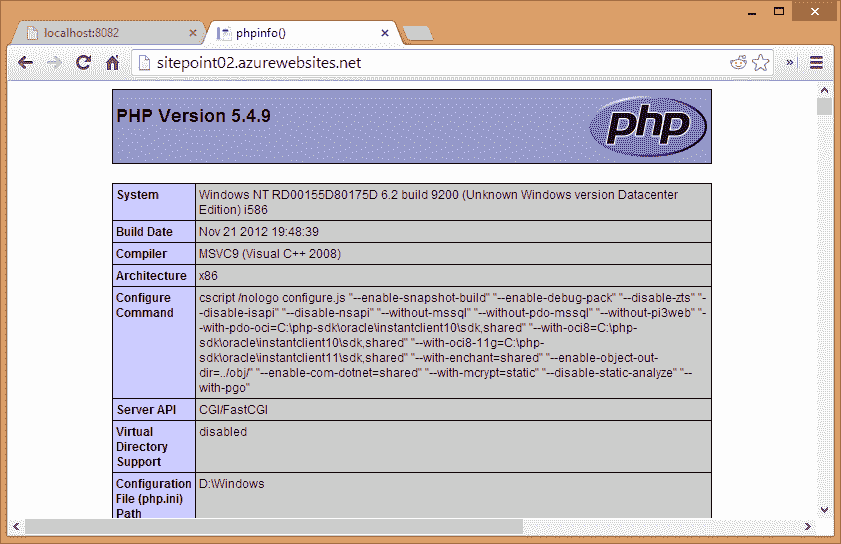 localhost:8082
phpinfo()
sitepoint02.azurewebsites.net
PHP Version 5.4.9
php
System
Windows NT RD00155D80175D 6.2 build 9200 (Unknown Windows version Datacenter
Edition) i586
Build Date
Nov 21 2012 19:48:39
Compiler
MSVC9 (Visual C++ 2008)
Architecture
x86
Configure
Command
cscript /nologo configure.js "--enable-snapshot-build" "--enable-debug-pack" "--disable-zts" "-
-disable-isapi" "--disable-nsapi" "--without-mssql" "--without-pdo-mssql" "--without-pi3web" "-
-with-pdo-oci=C:\php-sdk\oracle\instantclient10\sdk,shared" "--with-oci8=C:\php-
sdk\oracle\instantclient10\sdk,shared" "--with-oci8-11g=C:\php-
sdk\oracle\instantclient11\sdk,shared" "--with-enchant=shared" "--enable-object-out-
dir=../obj/" "--enable-com-dotnet=shared" "--with-mcrypt=static" "--disable-static-analyze" "--
with-pgo"
Server API
CGI/FastCGI
Virtual
Directory
Support
disabled
Configuration
File (php.ini)
Path
D:\Windows